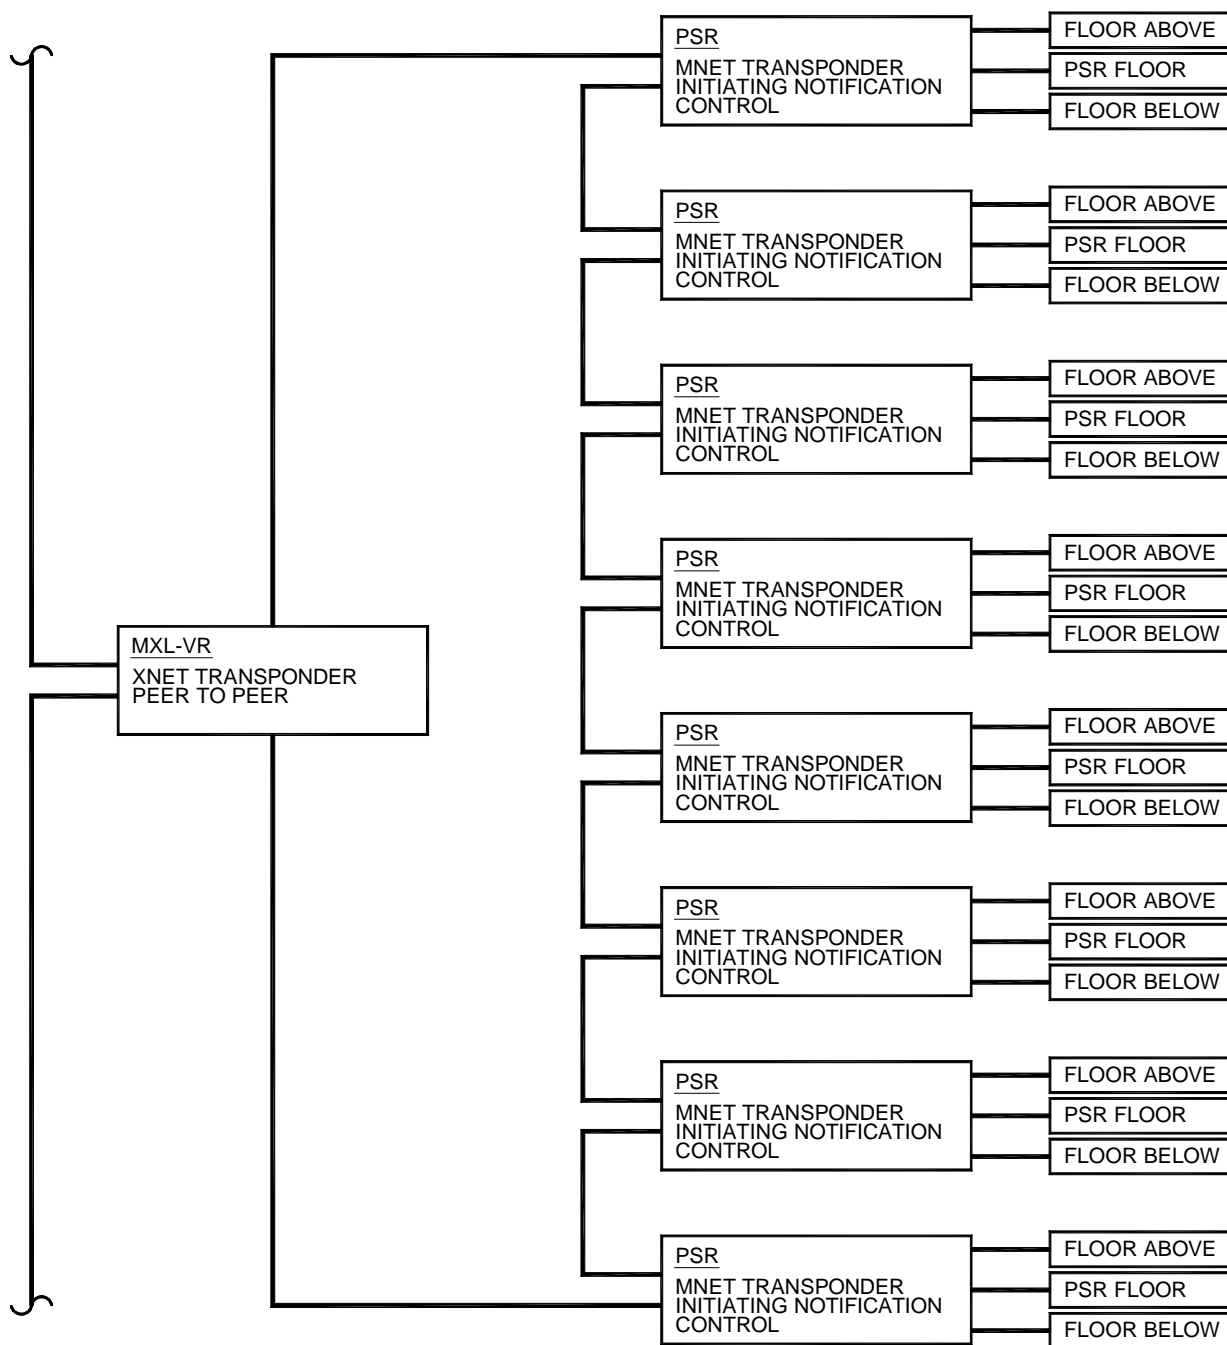 PSR
MNET TRANSPONDER
INITIATING NOTIFICATION
CONTROL
FLOOR ABOVE
PSR FLOOR
FLOOR BELOW
PSR
MNET TRANSPONDER
INITIATING NOTIFICATION
CONTROL
FLOOR ABOVE
PSR FLOOR
FLOOR BELOW
PSR
MNET TRANSPONDER
INITIATING NOTIFICATION
CONTROL
FLOOR ABOVE
PSR FLOOR
FLOOR BELOW
PSR
MNET TRANSPONDER
INITIATING NOTIFICATION
CONTROL
FLOOR ABOVE
PSR FLOOR
FLOOR BELOW
MXL-VR
XNET TRANSPONDER
PEER TO PEER
PSR
MNET TRANSPONDER
INITIATING NOTIFICATION
CONTROL
FLOOR ABOVE
PSR FLOOR
FLOOR BELOW
PSR
MNET TRANSPONDER
INITIATING NOTIFICATION
CONTROL
FLOOR ABOVE
PSR FLOOR
FLOOR BELOW
PSR
MNET TRANSPONDER
INITIATING NOTIFICATION
CONTROL
FLOOR ABOVE
PSR FLOOR
FLOOR BELOW
PSR
MNET TRANSPONDER
INITIATING NOTIFICATION
CONTROL
FLOOR ABOVE
PSR FLOOR
FLOOR BELOW